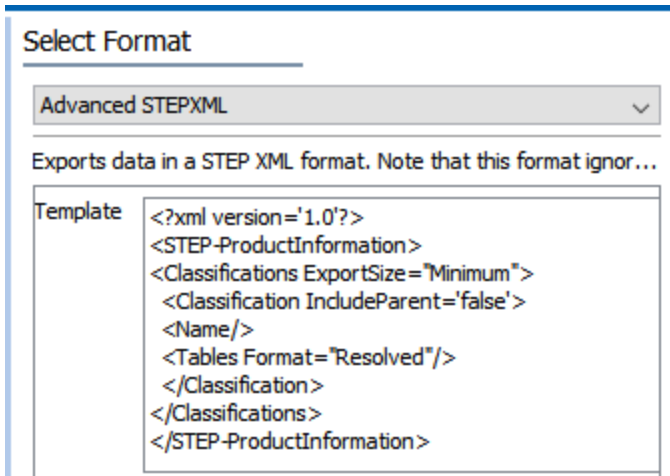 Select Format
Advanced STEPXML
Exports data in a STEP XML format. Note that this format ignor...
Template
<?xml version='1.0'?>
<STEP-ProductInformation>
<Classifications ExportSize="Minimum">
<Classification IncludeParent='false'>
<Name/>
<Tables Format="Resolved"/>
</Classification>
</Classifications>
</STEP-ProductInformation>